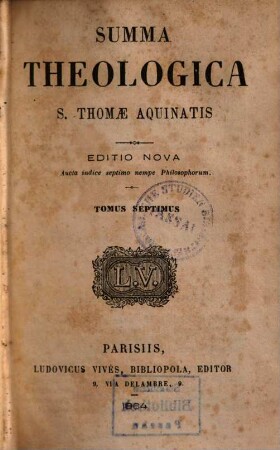 SUMMA
THEOLOGICA
S. THOMÆ AQUINATIS
EDITIO NOVA
Aucta indice septimo nempe Philosophorum.
TOMUS SEPTIMUS
L.V.
PARISIIS,
LUDOVICUS VIVÈS, BIBLIOPOLA, EDITOR
9, VIA DELAMBRE, 9
1864